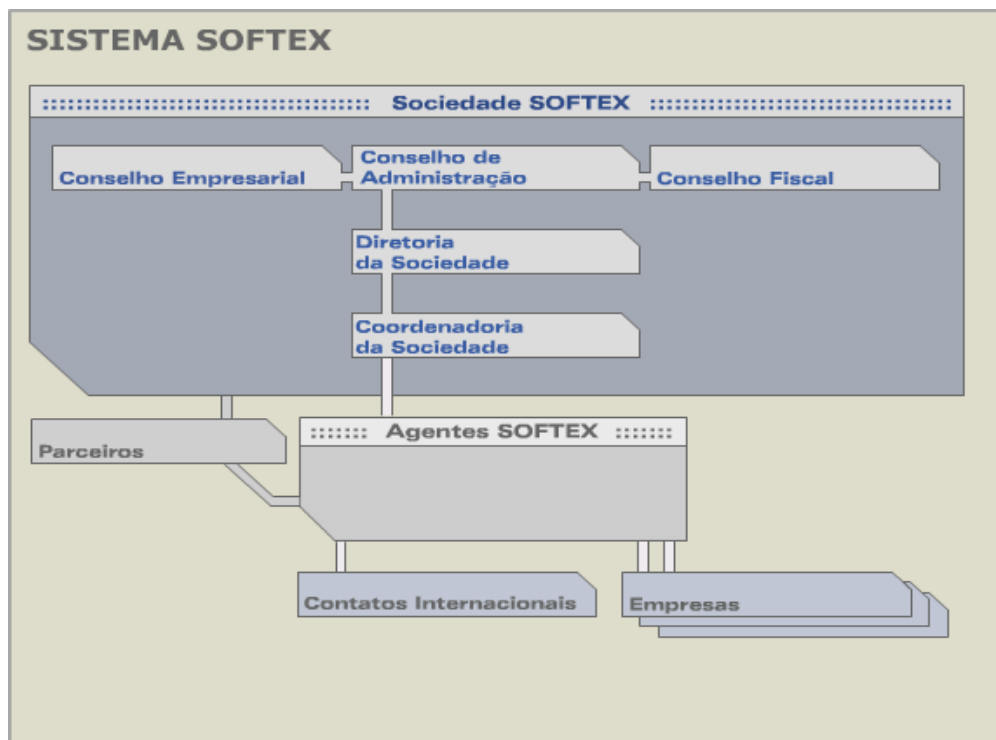 SISTEMA SOFTEX
Sociedade SOFTEX
Conselho Empresarial
Conselho de
Administração
Conselho Fiscal
Diretoria
da Sociedade
Coordenadoria
da Sociedade
Parceiros
Agentes SOFTEX
Contatos Internacionais
Empresas